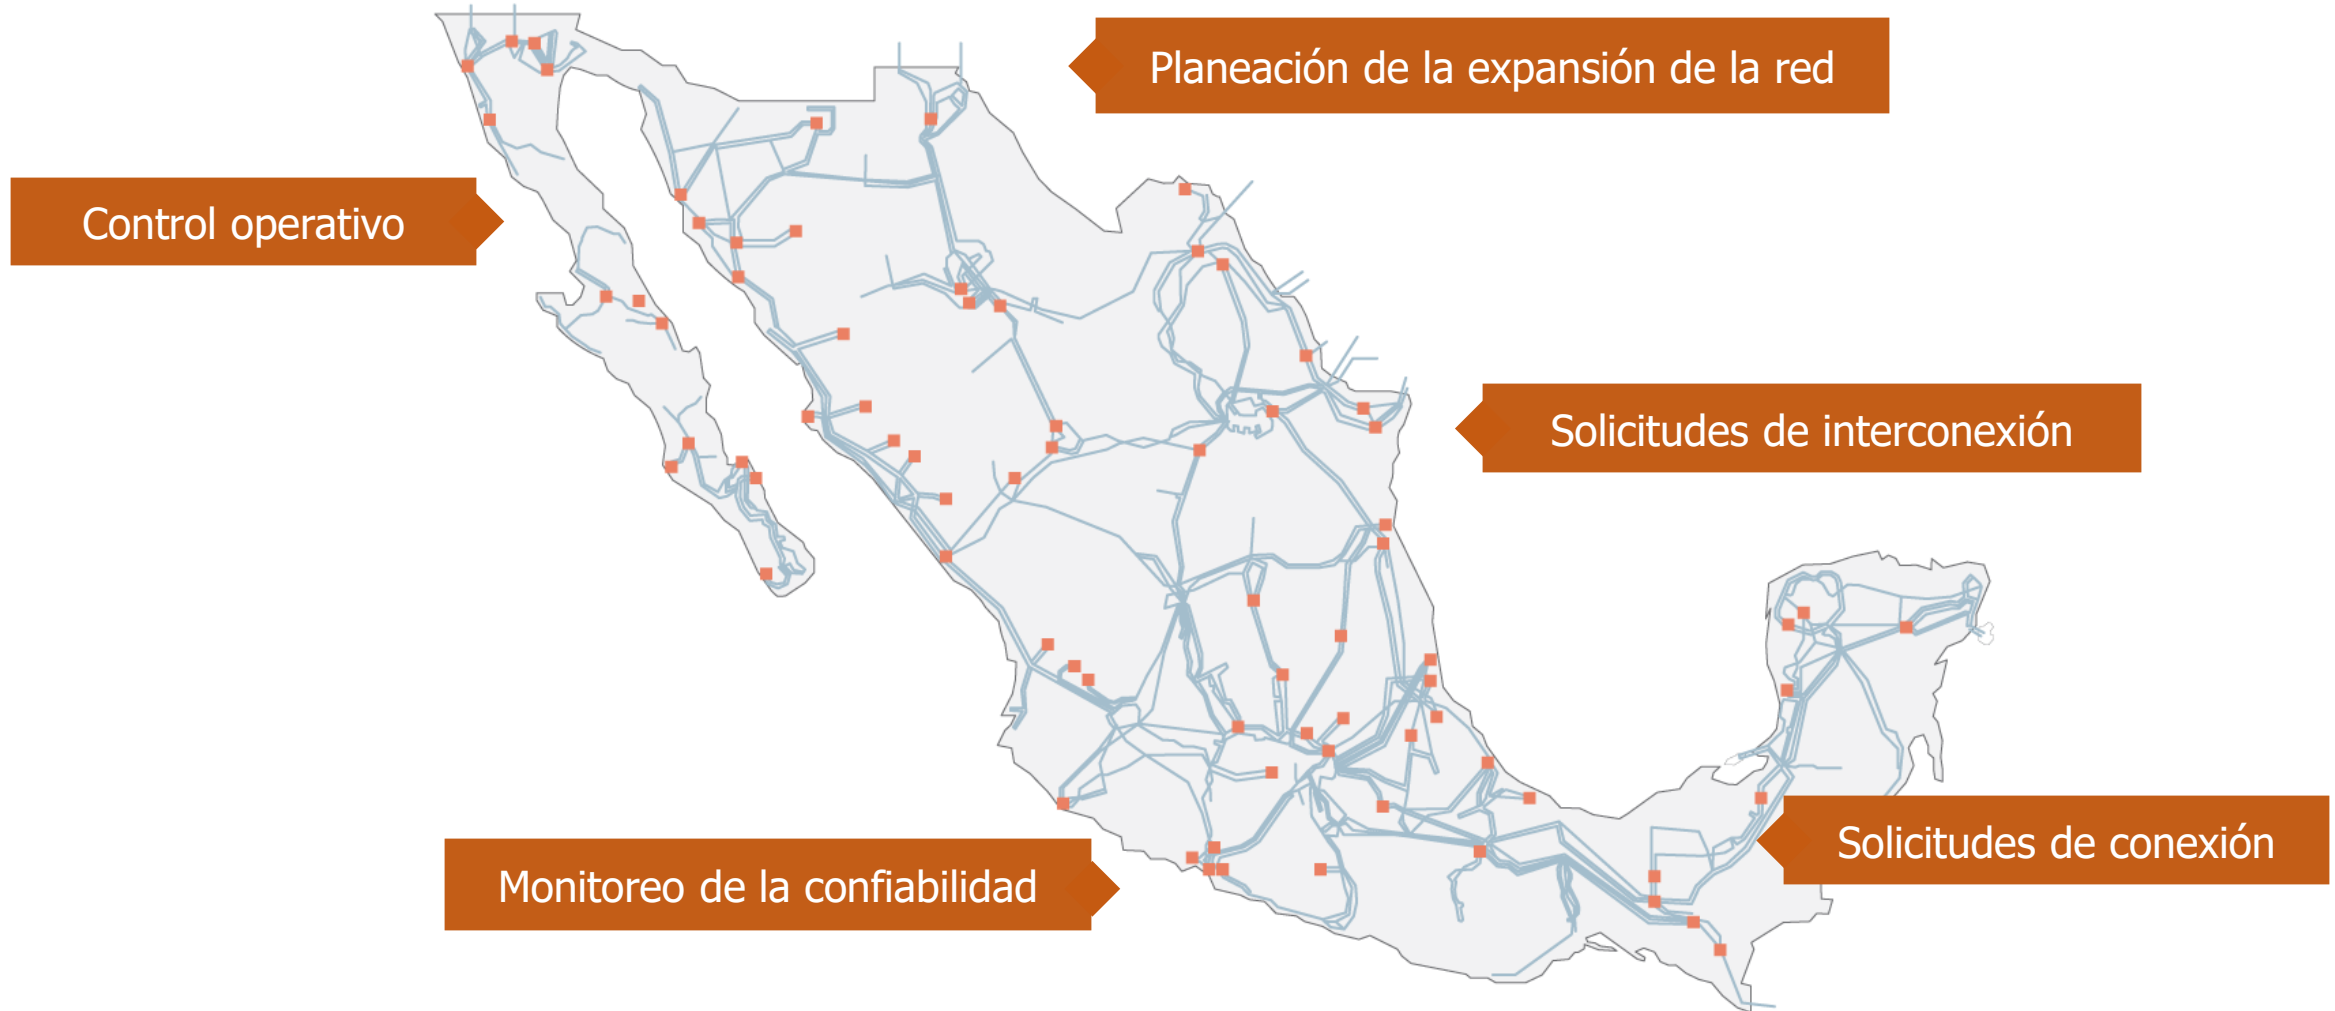 Planeación de la expansión de la red
Control operativo
Solicitudes de interconexión
Solicitudes de conexión
Monitoreo de la confiabilidad